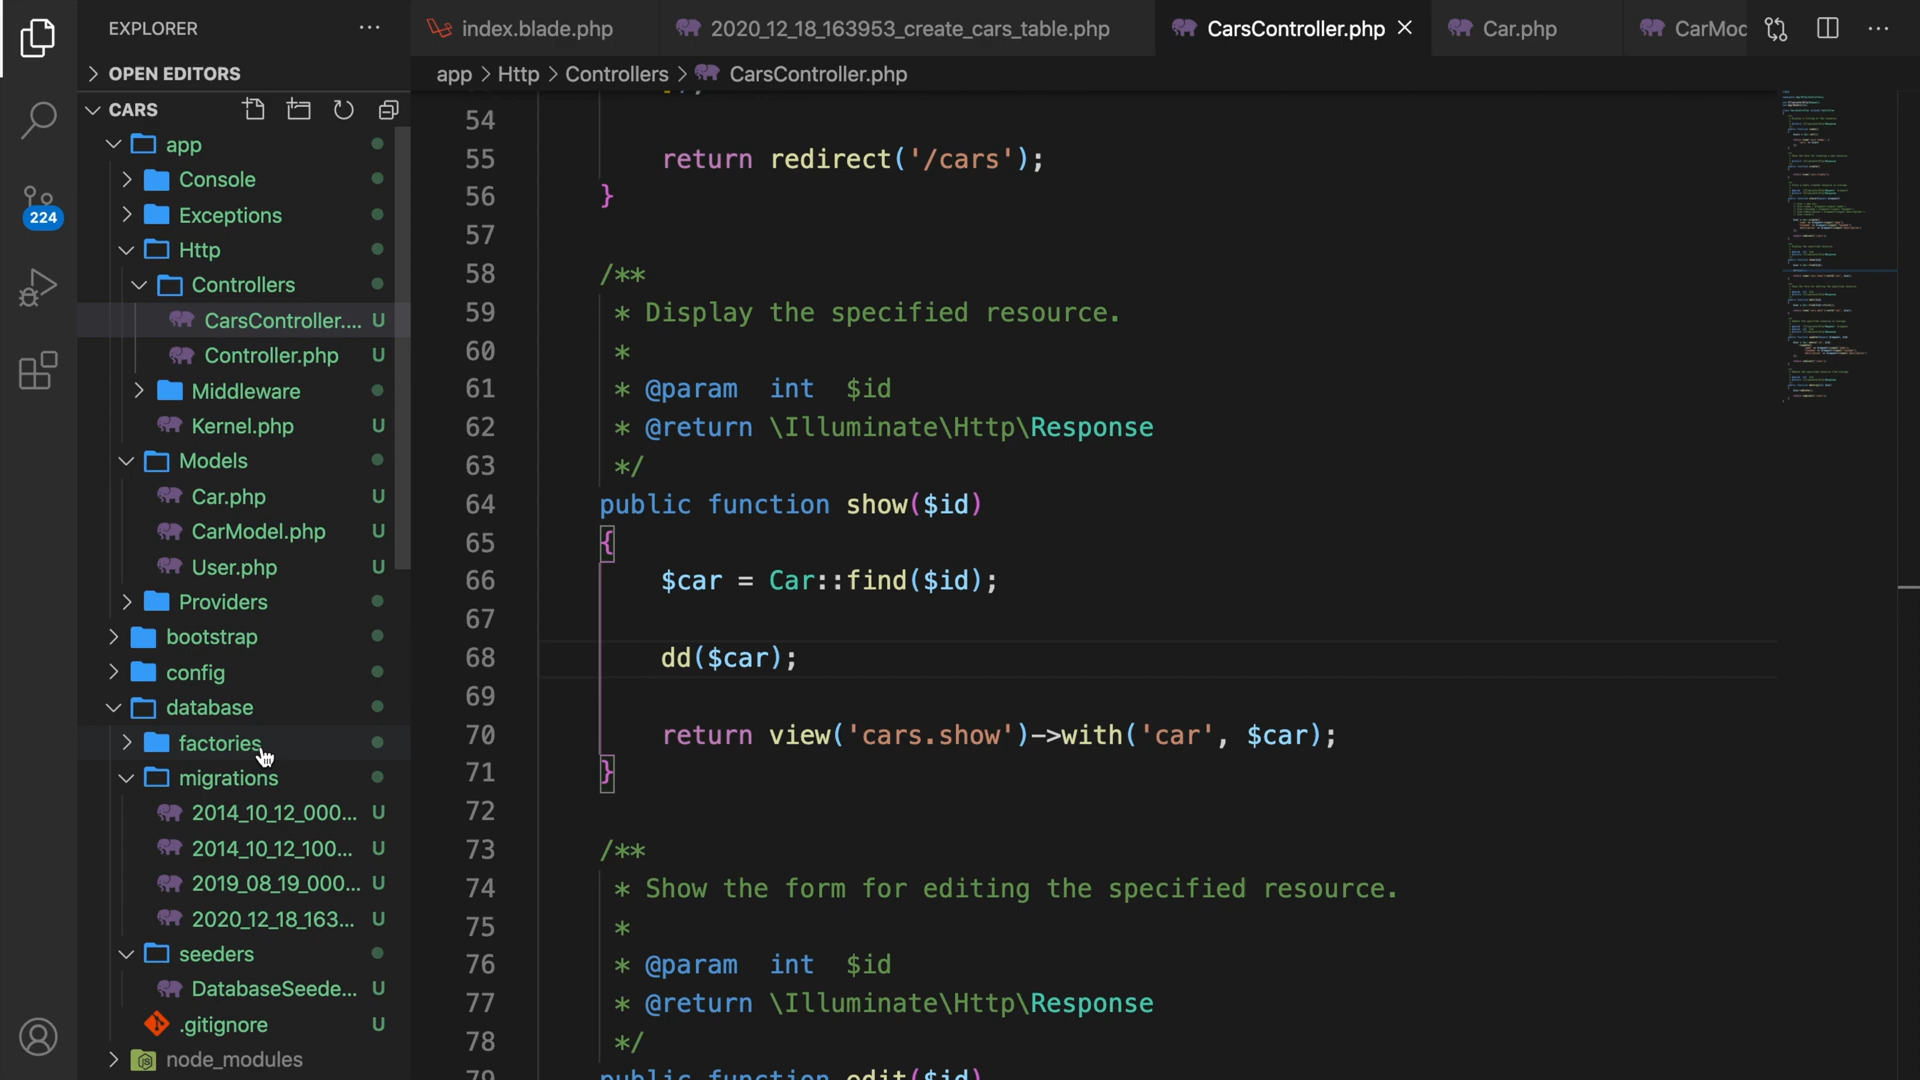 EXPLORER
OPEN EDITORS
CARS
app
Console
Exceptions
Http
Controllers
CarsController.... U
Controller.php U
Middleware
Kernel.php U
Models
Car.php U
CarModel.php U
User.php U
Providers
bootstrap
config
database
factories
migrations
2014_10_12_000... U
2014_10_12_100... U
2019_08_19_000... U
2020_12_18_163... U
seeders
DatabaseSeede... U
.gitignore U
node_modules
224
index.blade.php
2020_12_18_163953_create_cars_table.php
CarsController.php
Car.php
CarMoc
app > Http > Controllers > CarsController.php
54
55 return redirect('/cars');
56 }
57
58 /**
59 * Display the specified resource.
60 *
61 * @param int $id
62 * @return \Illuminate\Http\Response
63 */
64 public function show($id)
65 {
66 $car = Car::find($id);
67
68 dd($car);
69
70 return view('cars.show')->with('car', $car);
71 }
72
73 /**
74 * Show the form for editing the specified resource.
75 *
76 * @param int $id
77 * @return \Illuminate\Http\Response
78 */
79 public function edit($id)